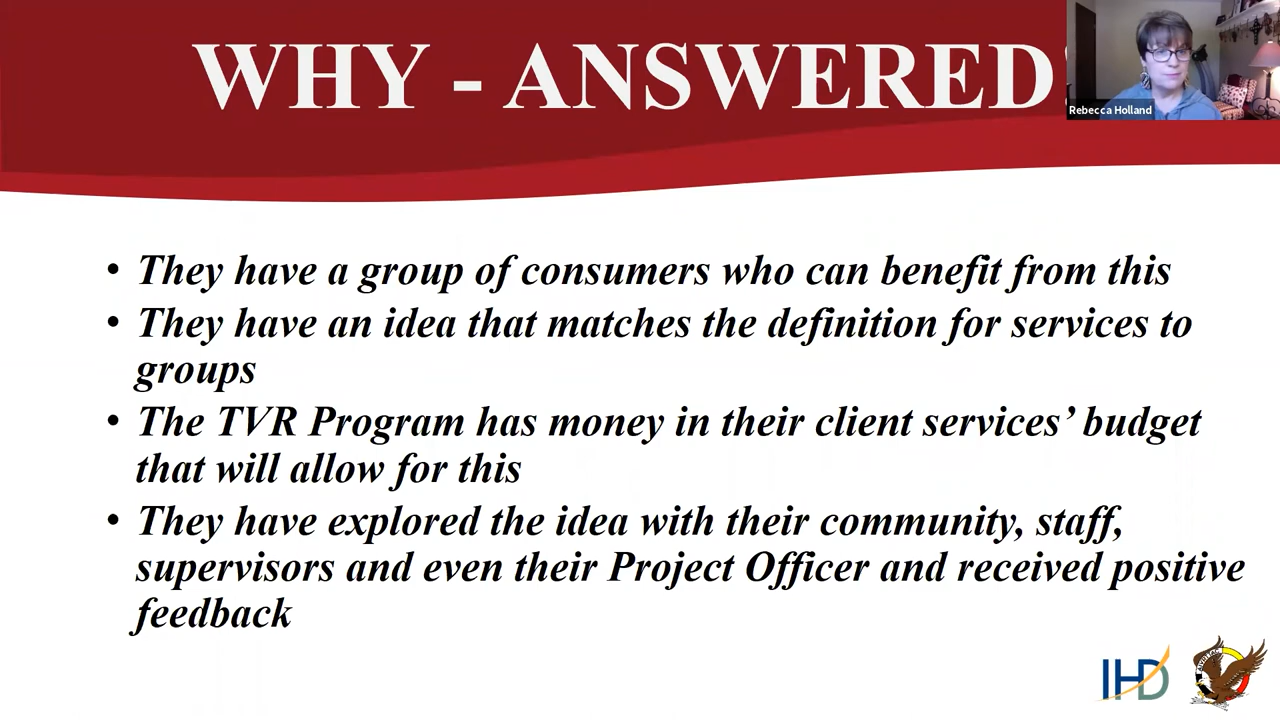 WHY - ANSWERED!
Rebecca Holland
• They have a group of consumers who can benefit from this
• They have an idea that matches the definition for services to
groups
• The TVR Program has money in their client services’ budget
that will allow for this
• They have explored the idea with their community, staff,
supervisors and even their Project Officer and received positive
feedback
IHD